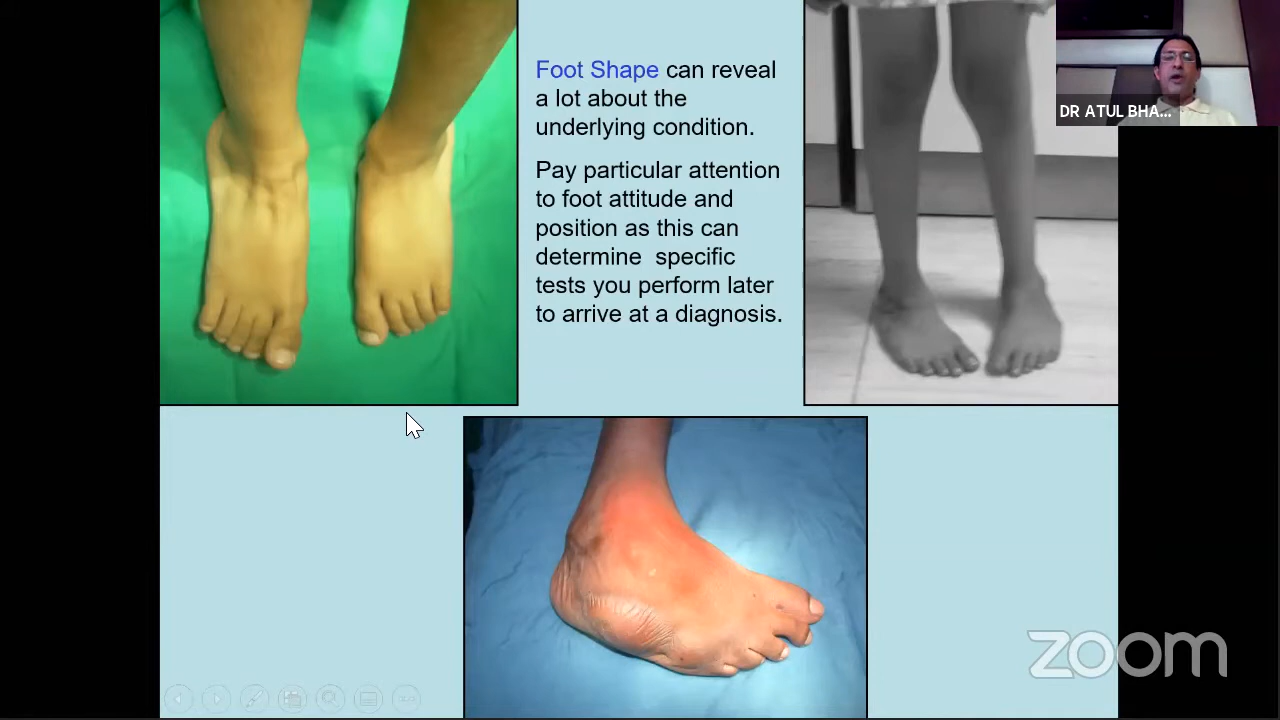 Foot Shape can reveal
a lot about the
underlying condition.
Pay particular attention
to foot attitude and
position as this can
determine specific
tests you perform later
to arrive at a diagnosis.
DR ATUL BHA...
zoom